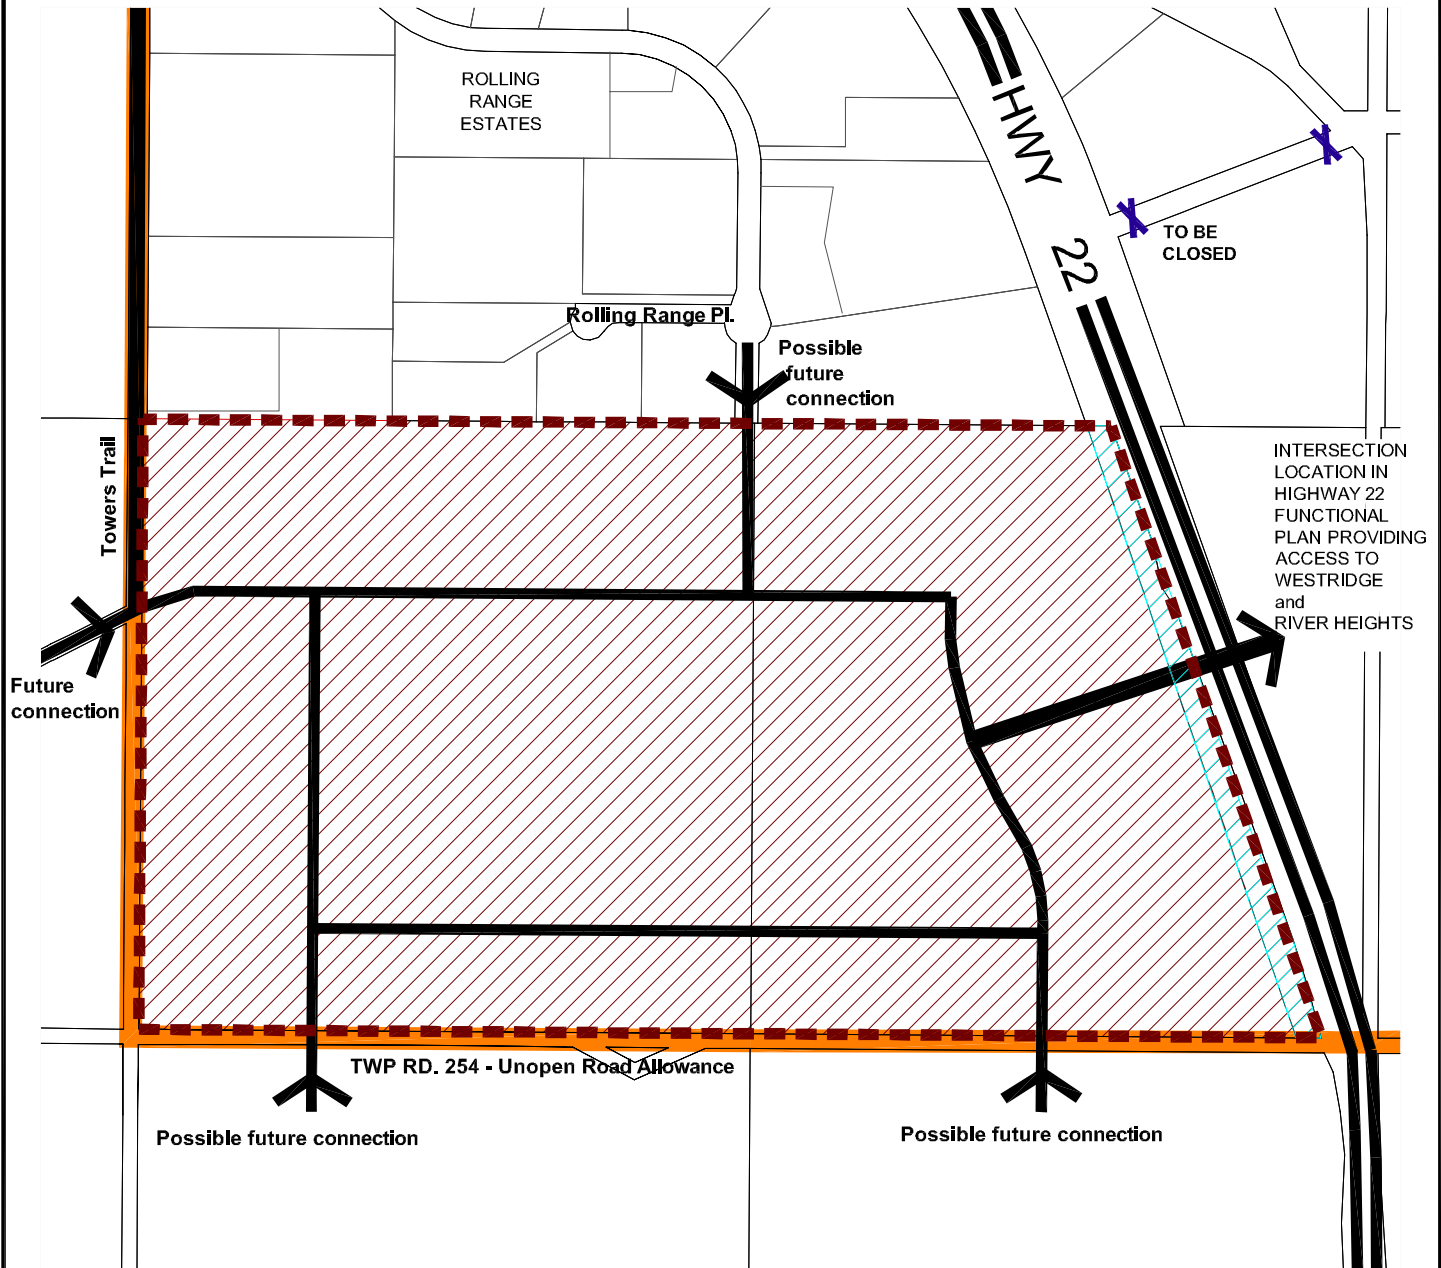 ROLLING
RANGE
ESTATES
HWY 22
TO BE
CLOSED
Rolling Range Pl.
Possible
future
connection
Towers Trail
INTERSECTION
LOCATION IN
HIGHWAY 22
FUNCTIONAL
PLAN PROVIDING
ACCESS TO
WESTRIDGE
and
RIVER HEIGHTS
Future
connection
TWP RD. 254 - Unopen Road Allowance
Possible future connection
Possible future connection